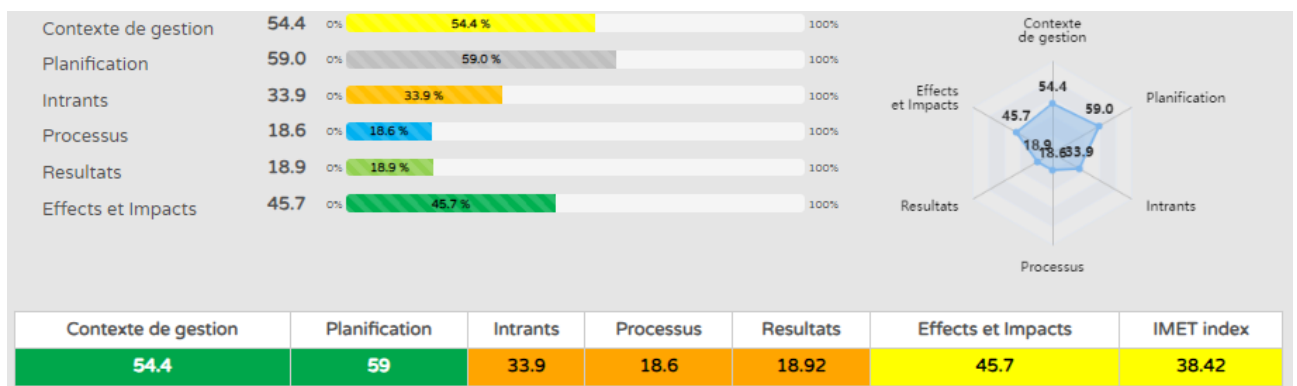 Contexte de gestion 54.4 0% 54.4 % 100%
Planification 59.0 0% 59.0 % 100%
Intrants 33.9 0% 33.9 % 100%
Processus 18.6 0% 18.6 % 100%
Resultats 18.9 0% 18.9 % 100%
Effects et Impacts 45.7 0% 45.7 % 100%
Contexte
de gestion
54.4
Planification
59.0
Intrants
33.9
Processus
18.6
Resultats
18.9
Effects
et Impacts
45.7
Contexte de gestion Planification Intrants Processus Resultats Effects et Impacts IMET index
54.4 59 33.9 18.6 18.92 45.7 38.42